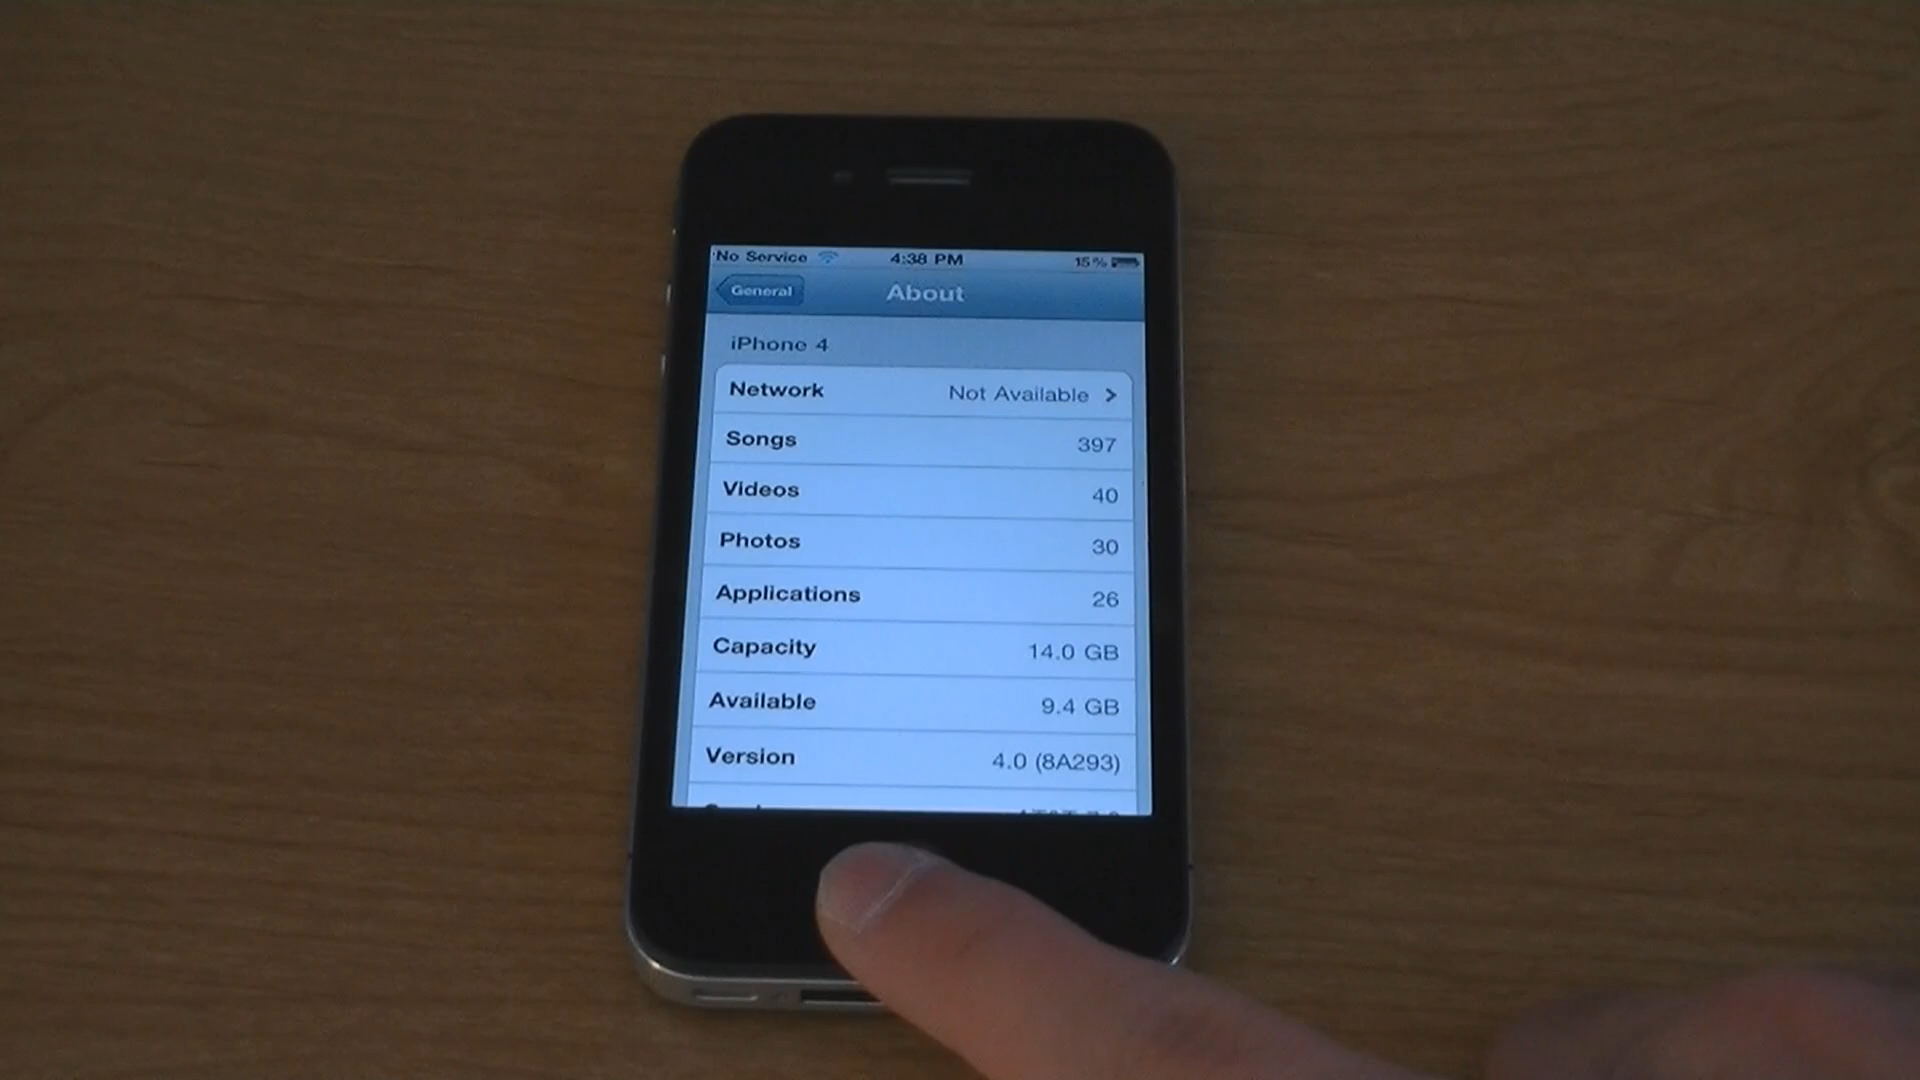 No Service 4:38 PM 15%
General About
iPhone 4
Network Not Available >
Songs 397
Videos 40
Photos 30
Applications 26
Capacity 14.0 GB
Available 9.4 GB
Version 4.0 (8A293)